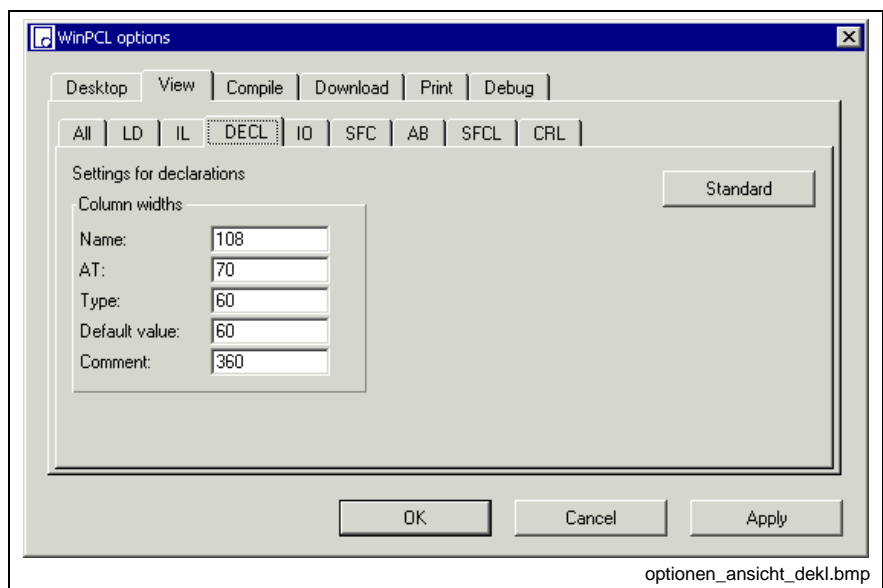 WinPCL options
Desktop View Compile Download Print Debug
All LD IL DECL IO SFC AB SFCL CRL
Settings for declarations
Standard
Column widths
Name: 108
AT: 70
Type: 60
Default value: 60
Comment: 360
OK Cancel Apply
optionen_ansicht_dekl.bmp